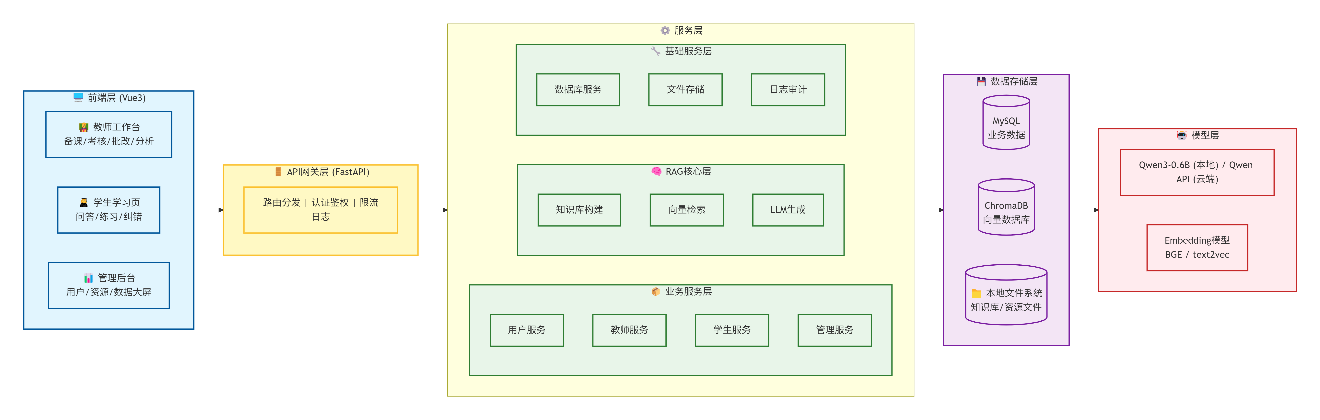 前端层 (Vue3)
教师工作台
备课/考核/批改/分析
学生学习页
问答/练习/纠错
管理后台
用户/资源/数据大屏
API网关层 (FastAPI)
路由分发 | 认证鉴权 | 限流
日志
服务层
基础服务层
数据库服务
文件存储
日志审计
RAG核心层
知识库构建
向量检索
LLM生成
业务服务层
用户服务
教师服务
学生服务
管理服务
数据存储层
MySQL
业务数据
ChromaDB
向量数据库
本地文件系统
知识库/资源文件
模型层
Qwen3-0.6B (本地) / Qwen
API (云端)
Embedding模型
BGE / text2vec